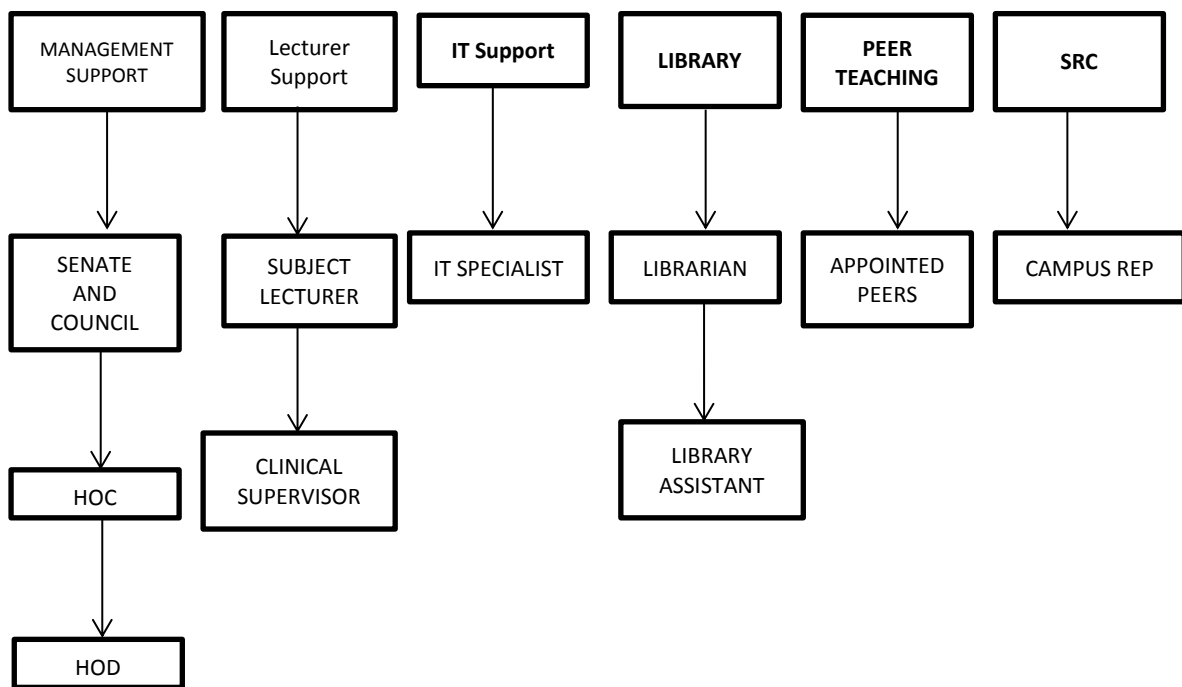 MANAGEMENT
SUPPORT
Lecturer
Support
IT Support
LIBRARY
PEER
TEACHING
SRC
SENATE
AND
COUNCIL
SUBJECT
LECTURER
IT SPECIALIST
LIBRARIAN
APPOINTED
PEERS
CAMPUS REP
HOC
CLINICAL
SUPERVISOR
LIBRARY
ASSISTANT
HOD